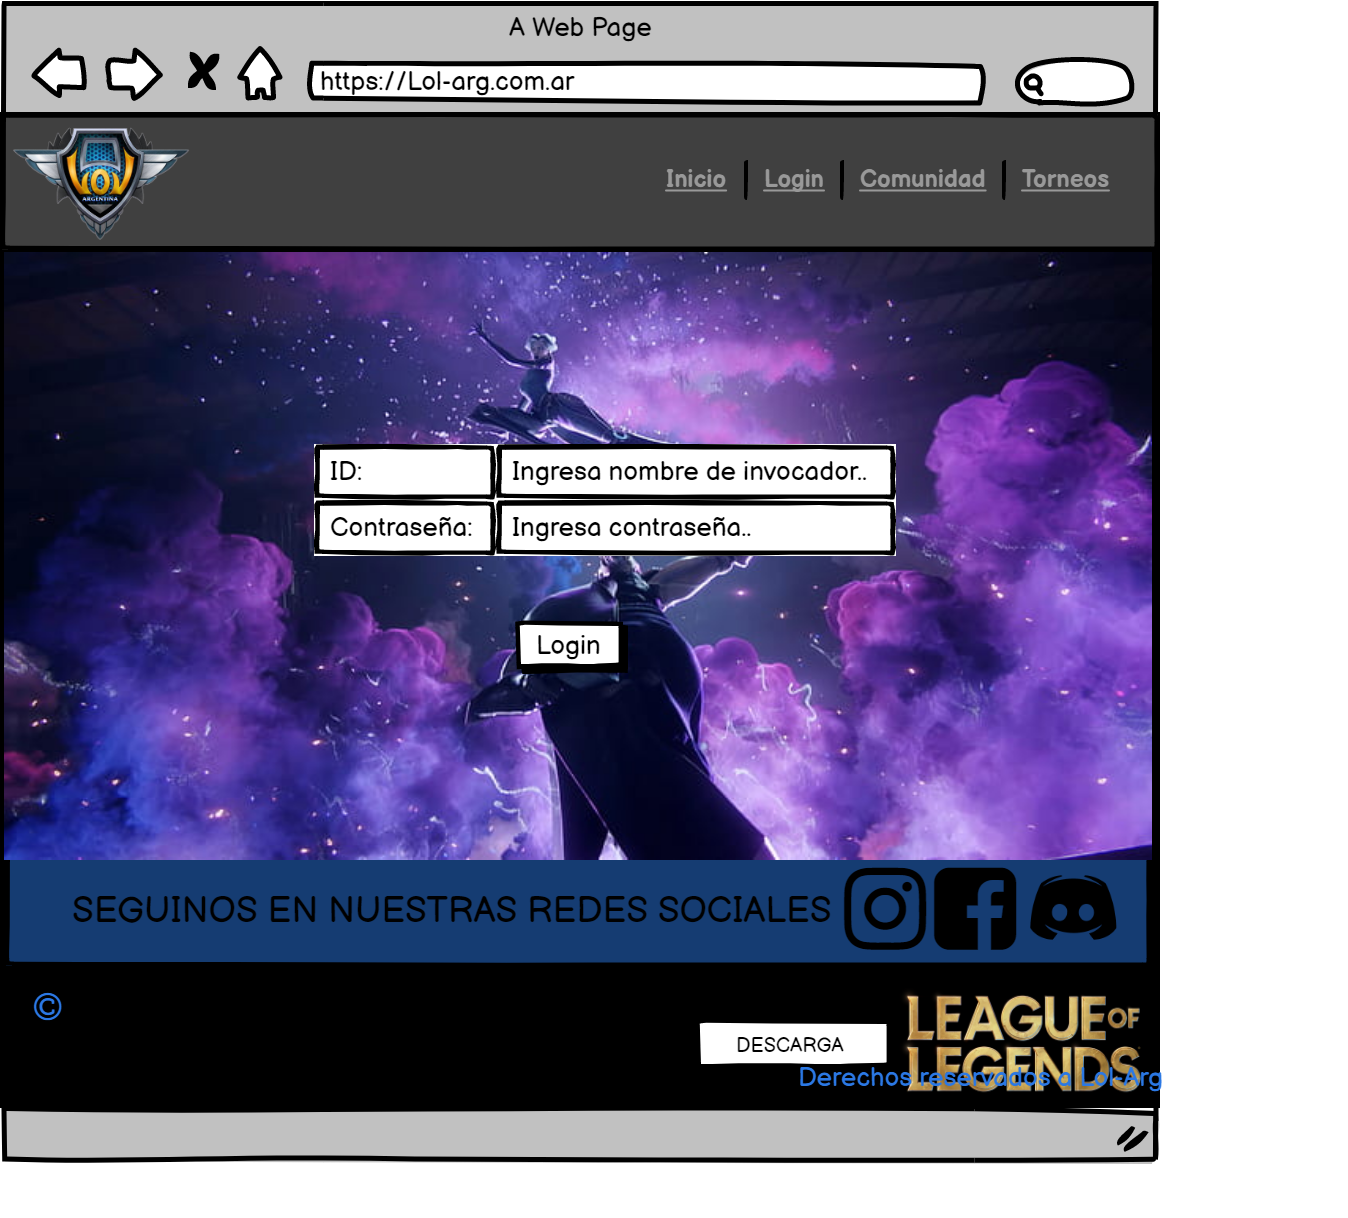 A Web Page
https://Lol-arg.com.ar
LOL
ARGENTINA
Inicio Login Comunidad Torneos
ID: Ingresa nombre de invocador..
Contraseña: Ingresa contraseña..
Login
SEGUINOS EN NUESTRAS REDES SOCIALES
©
LEAGUE OF
LEGENDS
DESCARGA
Derechos reservados a Lol-Arg